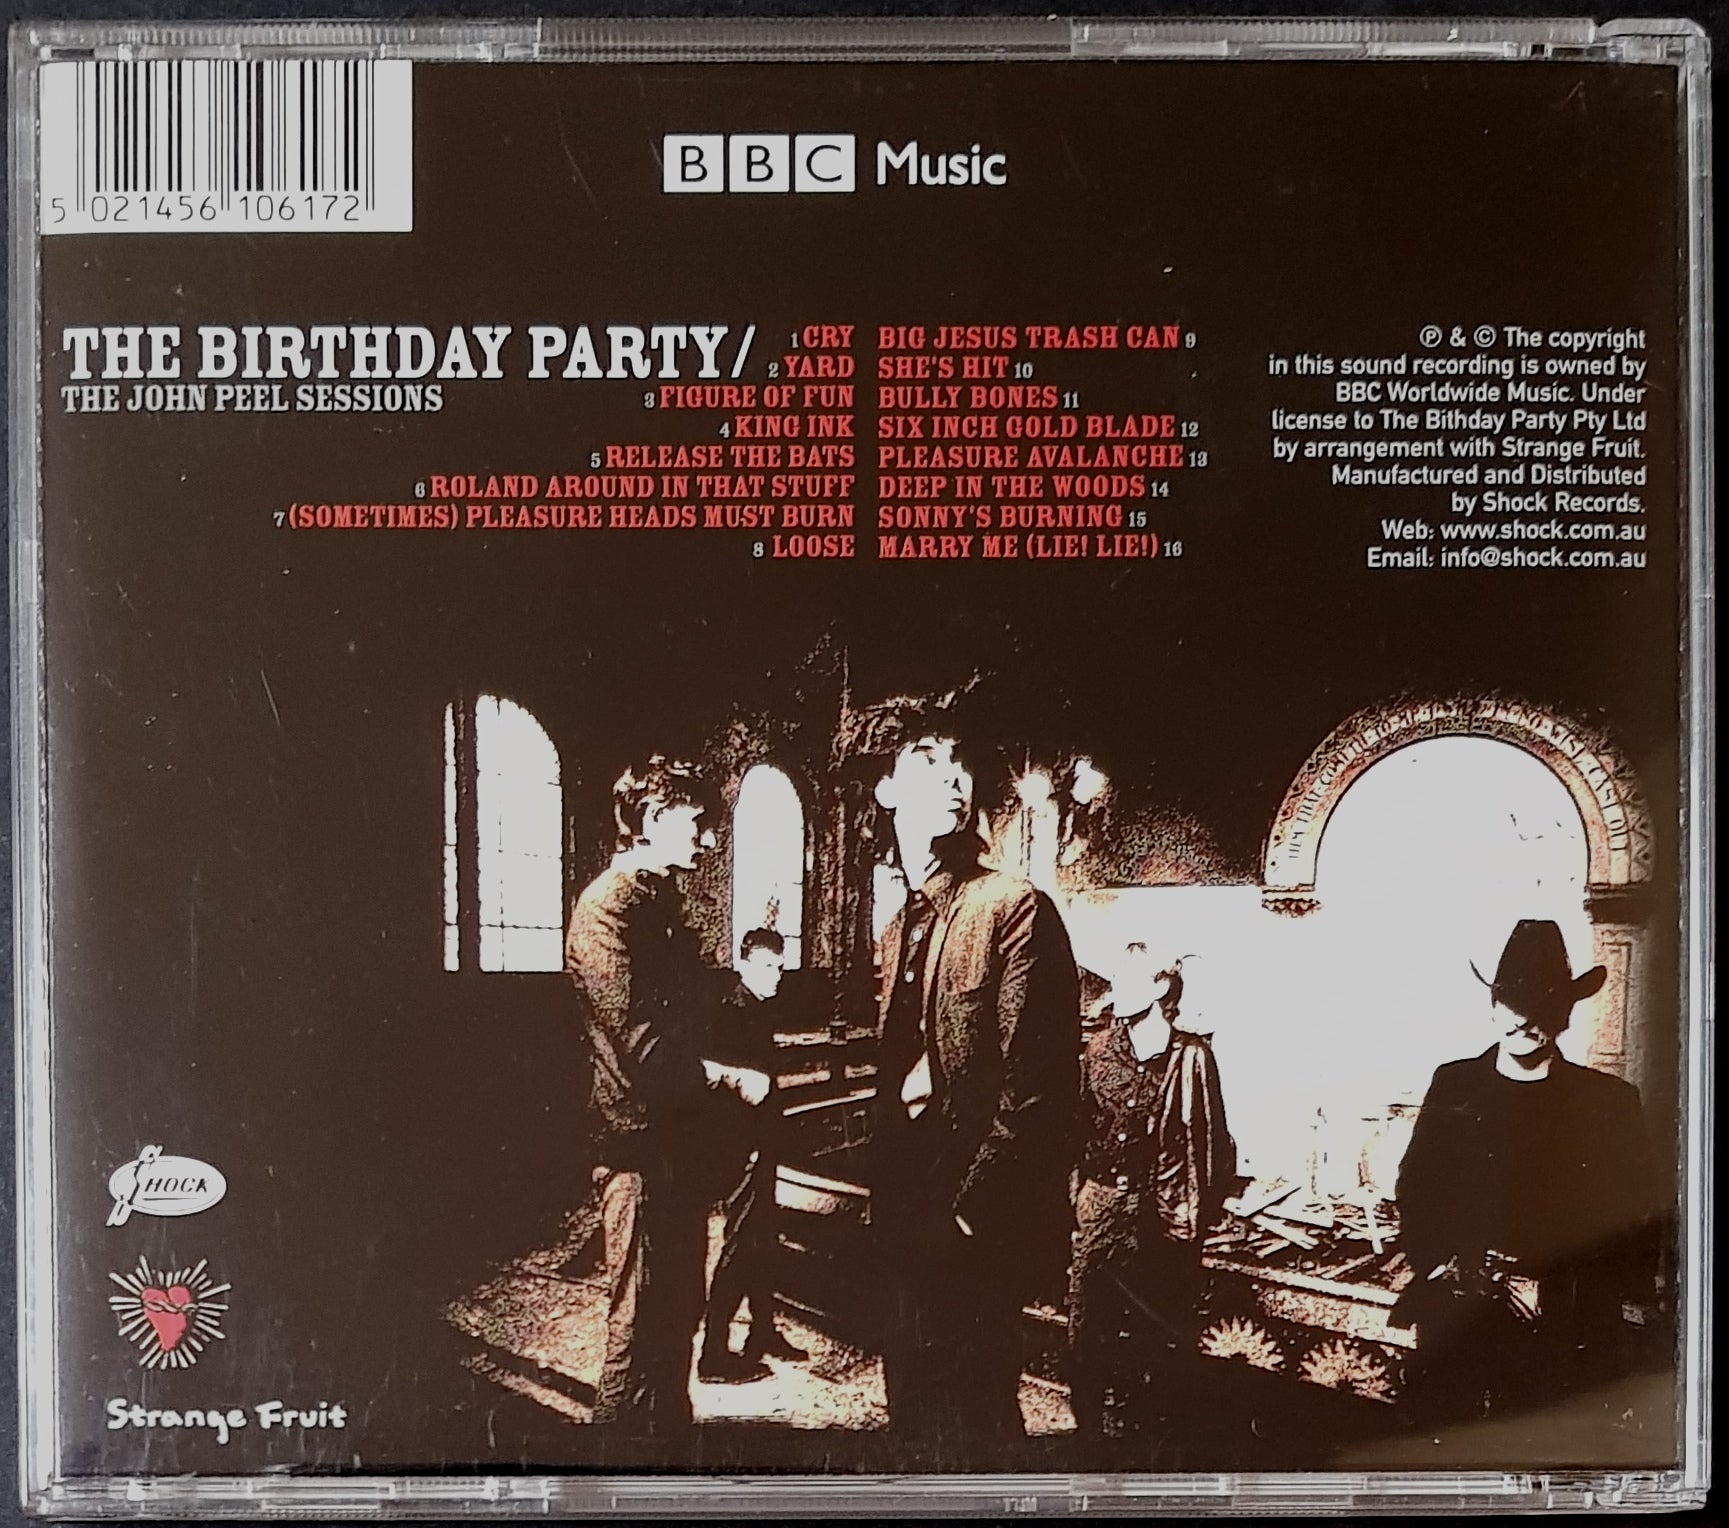 5 021456 106172
BBC Music
THE BIRTHDAY PARTY/
THE JOHN PEEL SESSIONS
1 CRY
2 YARD
3 FIGURE OF FUN
4 KING INK
5 RELEASE THE BATS
6 ROLAND AROUND IN THAT STUFF
7 (SOMETIMES) PLEASURE HEADS MUST BURN
8 LOOSE
BIG JESUS TRASH CAN 9
SHE'S HIT 10
BULLY BONES 11
SIX INCH GOLD BLADE 12
PLEASURE AVALANCHE 13
DEEP IN THE WOODS 14
SONNY'S BURNING 15
MARRY ME (LIE! LIE!) 16
℗ & © The copyright
in this sound recording is owned by
BBC Worldwide Music. Under
license to The Bithday Party Pty Ltd
by arrangement with Strange Fruit.
Manufactured and Distributed
by Shock Records.
Web: www.shock.com.au
Email: info@shock.com.au
SHOCK
Strange Fruit